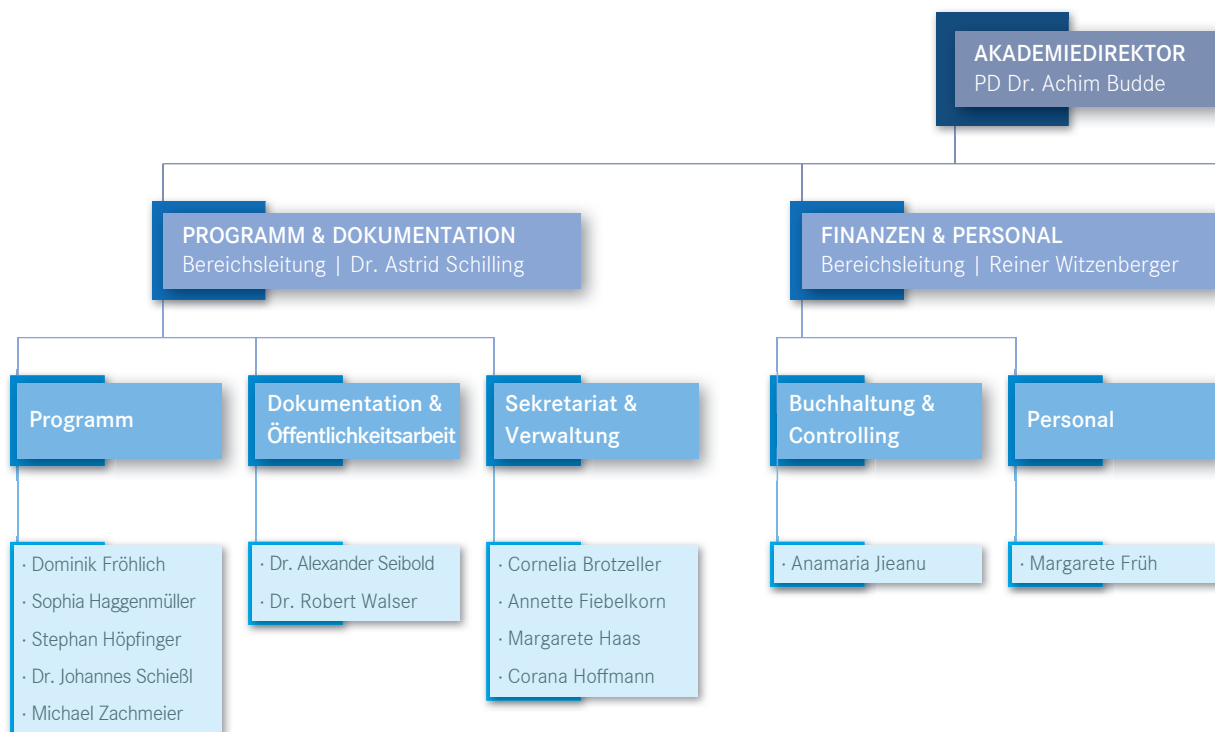 AKADEMIEDIREKTOR
PD Dr. Achim Budde
PROGRAMM & DOKUMENTATION
Bereichsleitung | Dr. Astrid Schilling
FINANZEN & PERSONAL
Bereichsleitung | Reiner Witzenberger
Programm
Dokumentation &
Öffentlichkeitsarbeit
Sekretariat &
Verwaltung
Buchhaltung &
Controlling
Personal
· Dominik Fröhlich
· Sophia Haggenmüller
· Stephan Höpfinger
· Dr. Johannes Schießl
· Michael Zachmeier
· Dr. Alexander Seibold
· Dr. Robert Walser
· Cornelia Brotzeller
· Annette Fiebelkorn
· Margarete Haas
· Corana Hoffmann
· Anamaria Jieanu
· Margarete Früh